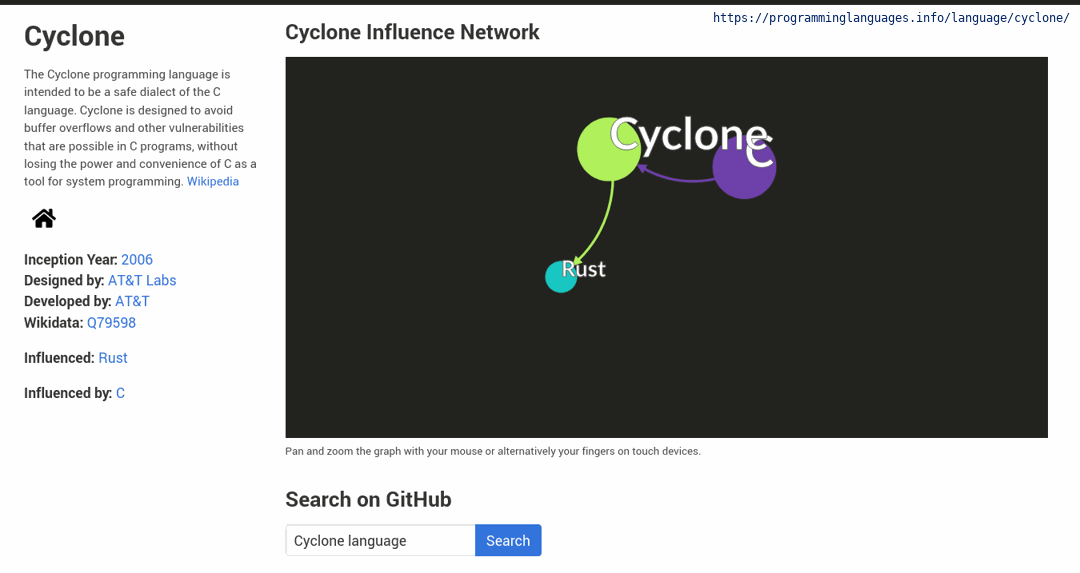 https://programminglanguages.info/language/cyclone/
Cyclone
The Cyclone programming language is
intended to be a safe dialect of the C
language. Cyclone is designed to avoid
buffer overflows and other vulnerabilities
that are possible in C programs, without
losing the power and convenience of C as a
tool for system programming. Wikipedia
Inception Year: 2006
Designed by: AT&T Labs
Developed by: AT&T
Wikidata: Q79598
Influenced: Rust
Influenced by: C
Cyclone Influence Network
Cyclone
C
Rust
Pan and zoom the graph with your mouse or alternatively your fingers on touch devices.
Search on GitHub
Cyclone language
Search